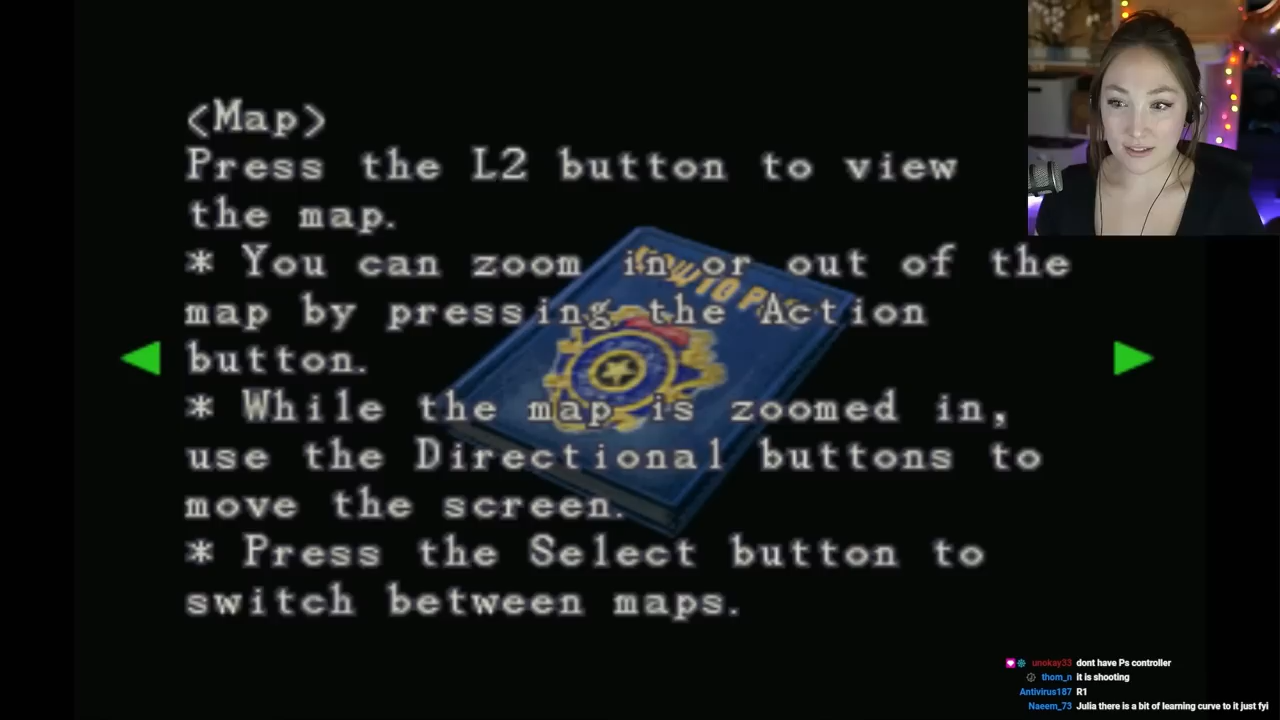 <Map>
Press the L2 button to view
the map.
* You can zoom in or out of the
map by pressing the Action
button.
* While the map is zoomed in,
use the Directional buttons to
move the screen.
* Press the Select button to
switch between maps.
unokay33 dont have Ps controller
thom_n it is shooting
Antivirus187 R1
Naeem_73 Julia there is a bit of learning curve to it just fyi